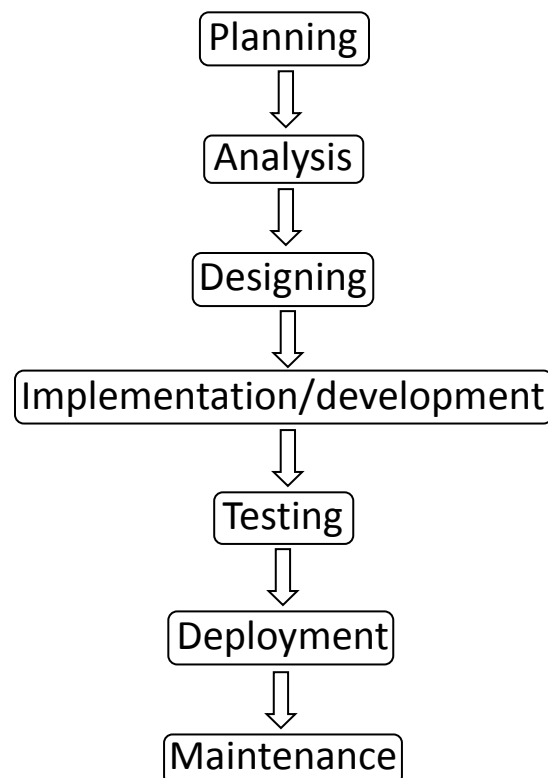 Planning
Analysis
Designing
Implementation/development
Testing
Deployment
Maintenance